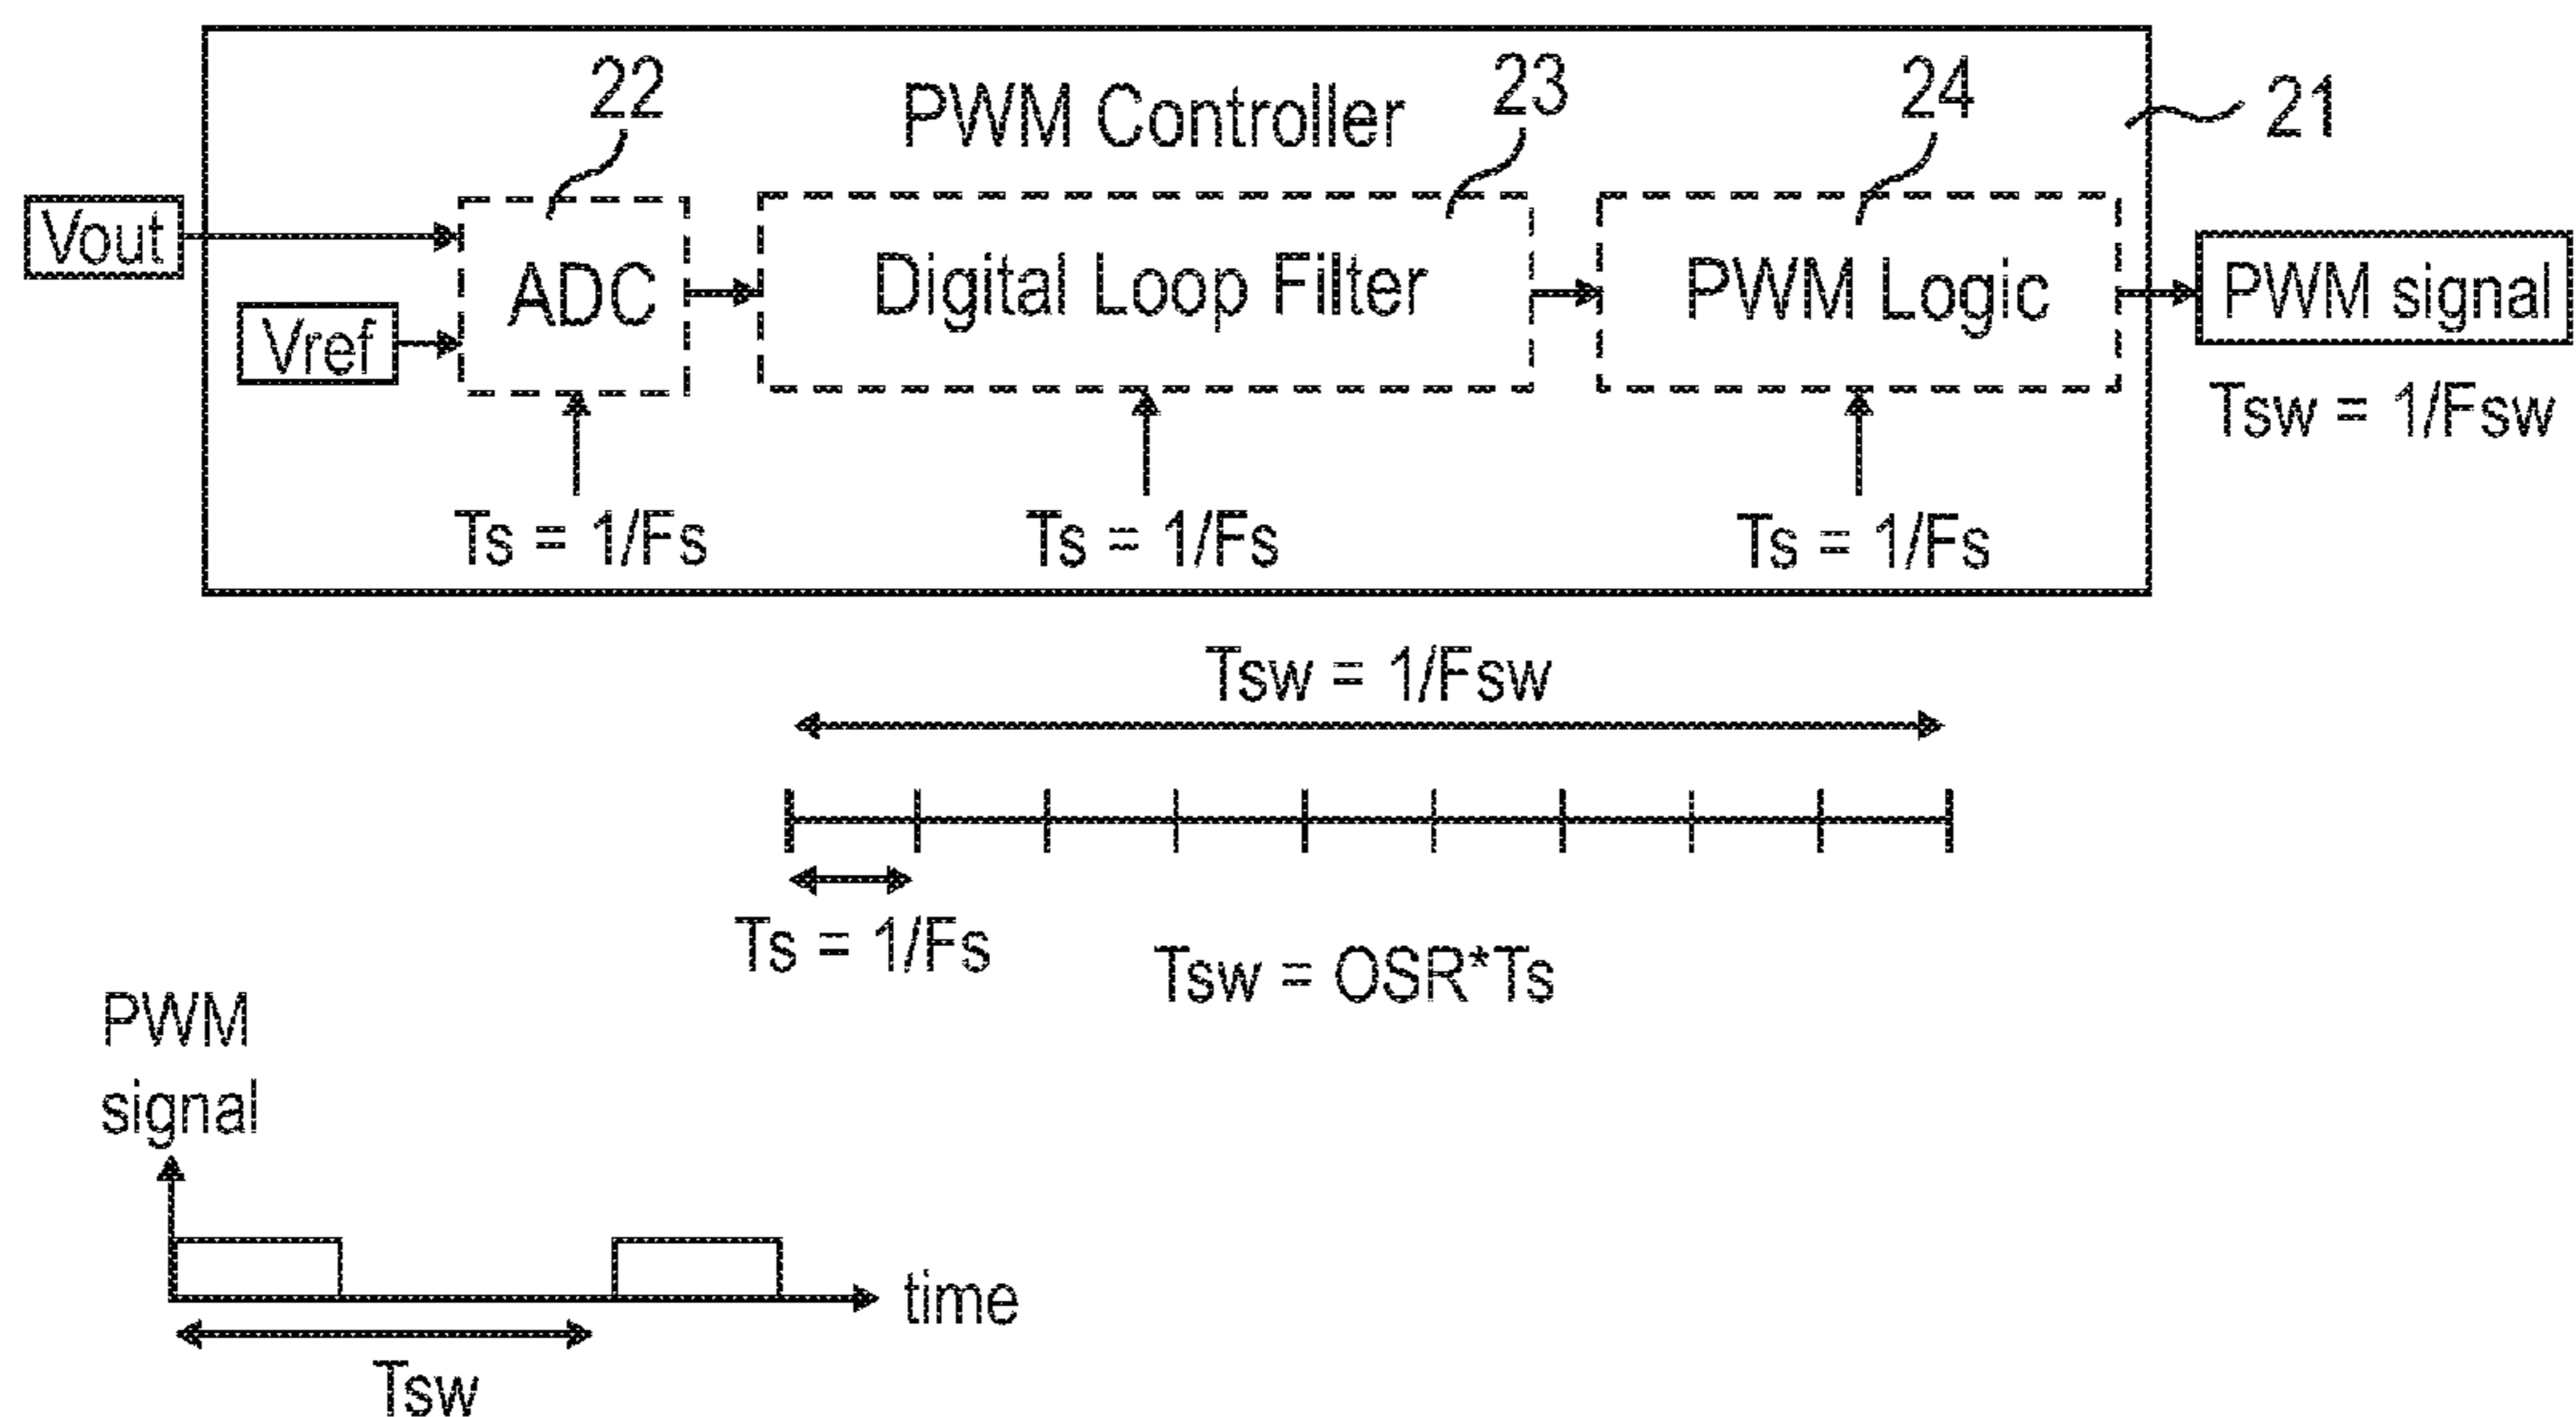 22
PWM Controller
23
24
21
Vout
Vref
ADC
Digital Loop Filter
PWM Logic
PWM signal
Tsw = 1/Fsw
Ts = 1/Fs
Ts = 1/Fs
Ts = 1/Fs
Tsw = 1/Fsw
Ts = 1/Fs
Tsw = OSR*Ts
PWM
signal
time
Tsw